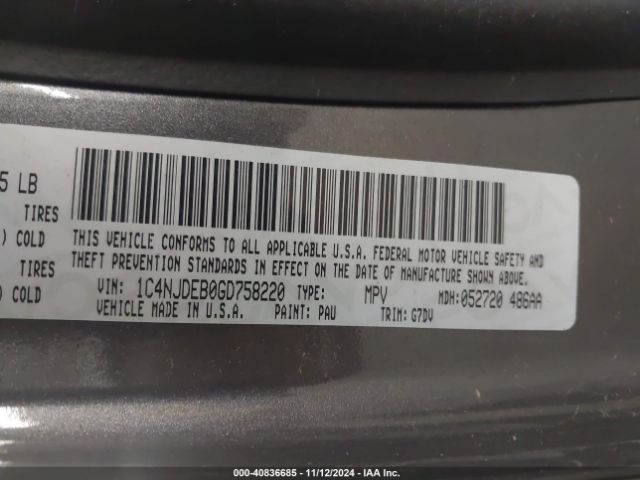 5 LB
TIRES
) COLD
TIRES
) COLD
THIS VEHICLE CONFORMS TO ALL APPLICABLE U.S.A. FEDERAL MOTOR VEHICLE SAFETY AND
THEFT PREVENTION STANDARDS IN EFFECT ON THE DATE OF MANUFACTURE SHOWN ABOVE.
VIN: 1C4NJDEB0GD758220 TYPE: MPV MDH: 052720 486AA
VEHICLE MADE IN U.S.A. PAINT: PAU TRIM: G7DV
000-40836685 - 11/12/2024 - IAA Inc.